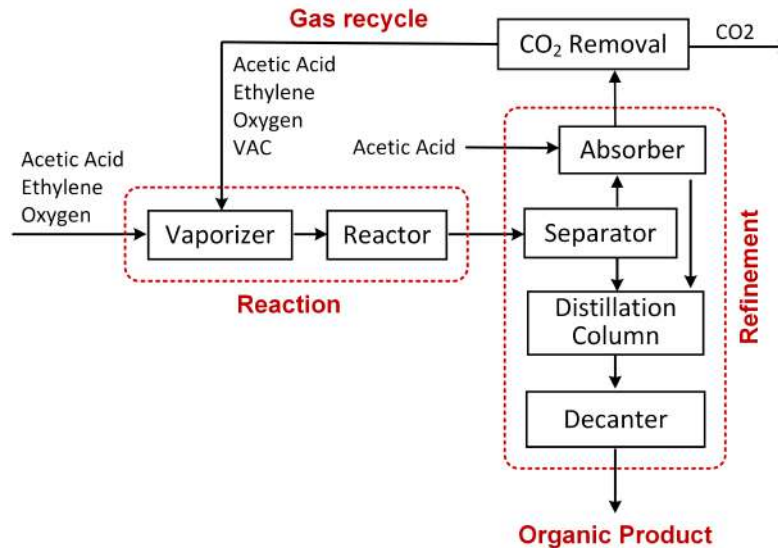 Gas recycle
CO₂ Removal
CO2
Acetic Acid
Ethylene
Oxygen
VAC
Acetic Acid
Absorber
Acetic Acid
Ethylene
Oxygen
Vaporizer
Reactor
Separator
Reaction
Distillation
Column
Refinement
Decanter
Organic Product